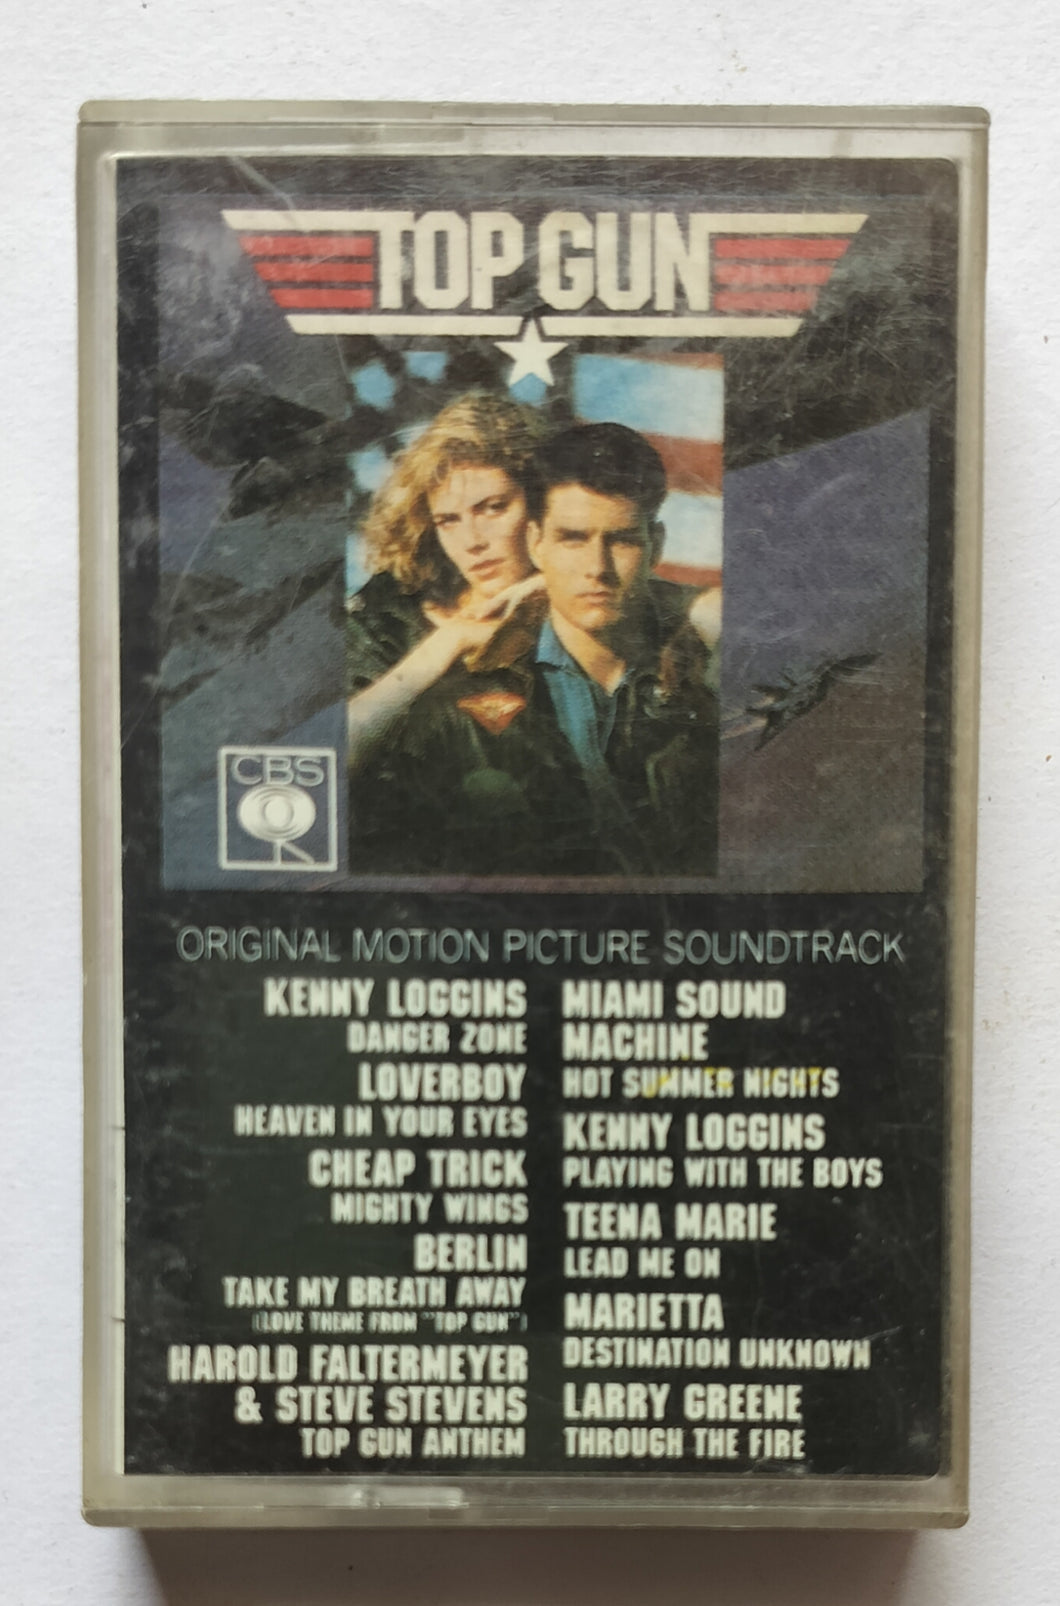 TOP GUN
CBS
ORIGINAL MOTION PICTURE SOUNDTRACK
KENNY LOGGINS
DANGER ZONE
LOVERBOY
HEAVEN IN YOUR EYES
CHEAP TRICK
MIGHTY WINGS
BERLIN
TAKE MY BREATH AWAY
(LOVE THEME FROM "TOP GUN")
HAROLD FALTERMEYER
& STEVE STEVENS
TOP GUN ANTHEM
MIAMI SOUND
MACHINE
HOT SUMMER NIGHTS
KENNY LOGGINS
PLAYING WITH THE BOYS
TEENA MARIE
LEAD ME ON
MARIETTA
DESTINATION UNKNOWN
LARRY GREENE
THROUGH THE FIRE